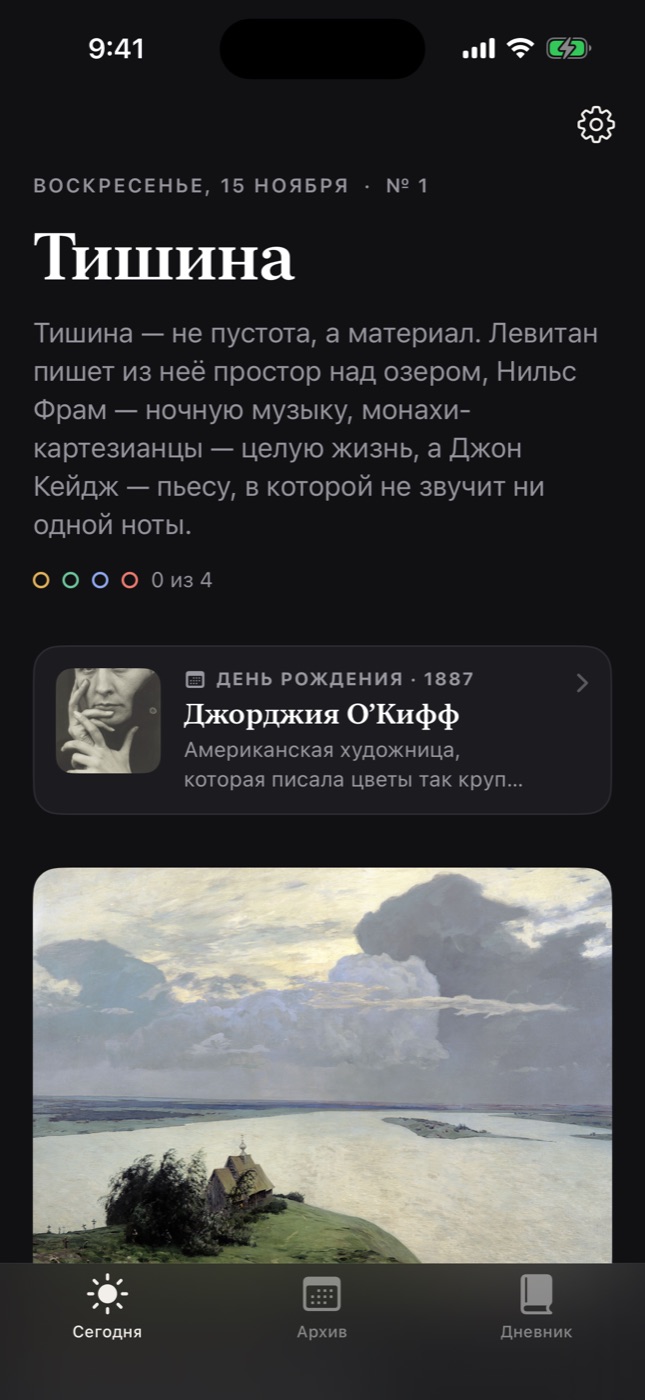 9:41
ВОСКРЕСЕНЬЕ, 15 НОЯБРЯ · № 1
Тишина
Тишина — не пустота, а материал. Левитан
пишет из неё простор над озером, Нильс
Фрам — ночную музыку, монахи-
картезианцы — целую жизнь, а Джон
Кейдж — пьесу, в которой не звучит ни
одной ноты.
0 из 4
ДЕНЬ РОЖДЕНИЯ · 1887
Джорджия О’Кифф
Американская художница,
которая писала цветы так круп...
Сегодня
Архив
Дневник